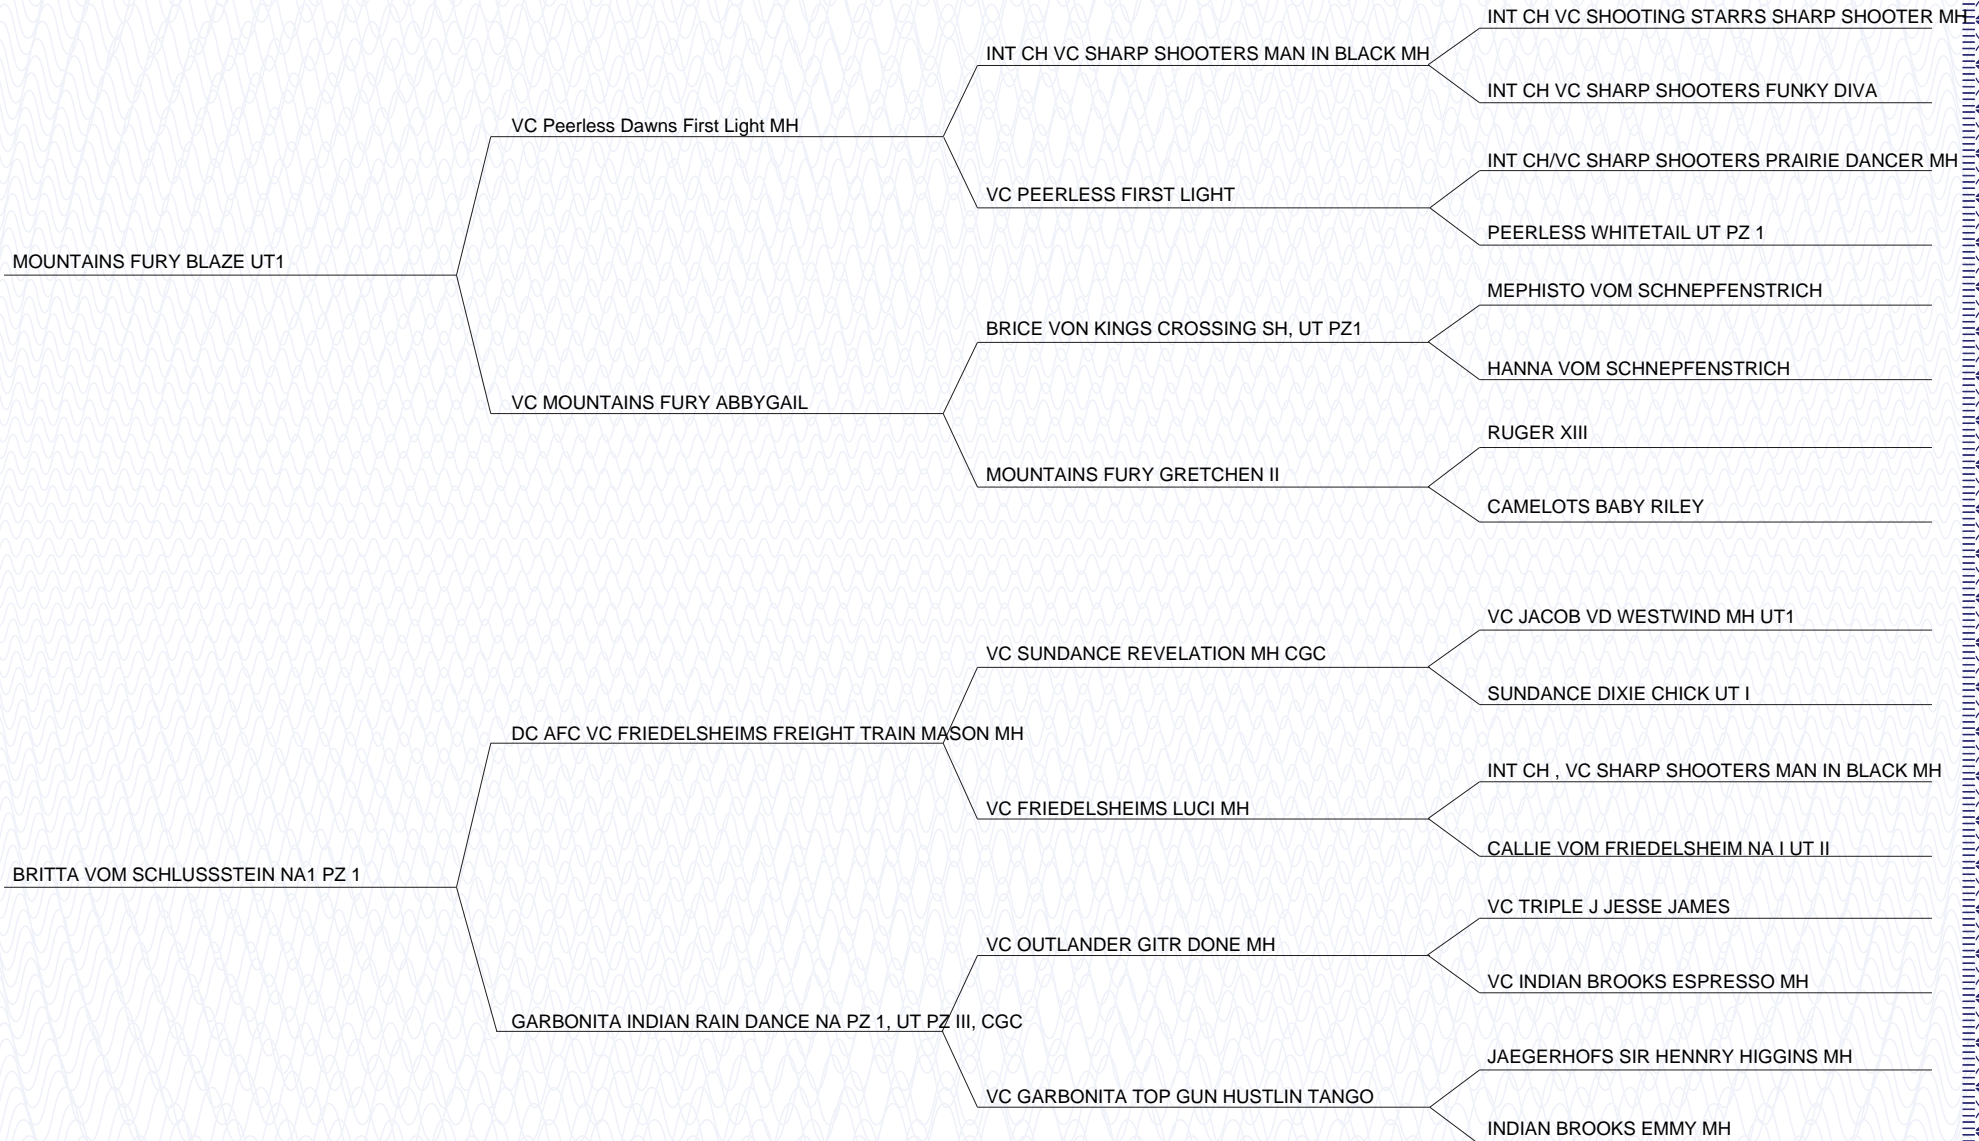 INT CH VC SHOOTING STARRS SHARP SHOOTER MH
INT CH VC SHARP SHOOTERS MAN IN BLACK MH
INT CH VC SHARP SHOOTERS FUNKY DIVA
VC Peerless Dawns First Light MH
INT CH/VC SHARP SHOOTERS PRAIRIE DANCER MH
VC PEERLESS FIRST LIGHT
PEERLESS WHITETAIL UT PZ 1
MOUNTAINS FURY BLAZE UT1
MEPHISTO VOM SCHNEPFENSTRICH
BRICE VON KINGS CROSSING SH, UT PZ1
HANNA VOM SCHNEPFENSTRICH
VC MOUNTAINS FURY ABBYGAIL
RUGER XIII
MOUNTAINS FURY GRETCHEN II
CAMELOTS BABY RILEY
VC JACOB VD WESTWIND MH UT1
VC SUNDANCE REVELATION MH CGC
SUNDANCE DIXIE CHICK UT I
DC AFC VC FRIEDELSHEIMS FREIGHT TRAIN MASON MH
INT CH , VC SHARP SHOOTERS MAN IN BLACK MH
VC FRIEDELSHEIMS LUCI MH
CALLIE VOM FRIEDELSHEIM NA I UT II
BRITTA VOM SCHLUSSSTEIN NA1 PZ 1
VC TRIPLE J JESSE JAMES
VC OUTLANDER GITR DONE MH
VC INDIAN BROOKS ESPRESSO MH
GARBONITA INDIAN RAIN DANCE NA PZ 1, UT PZ III, CGC
JAEGERHOFS SIR HENNRY HIGGINS MH
VC GARBONITA TOP GUN HUSTLIN TANGO
INDIAN BROOKS EMMY MH